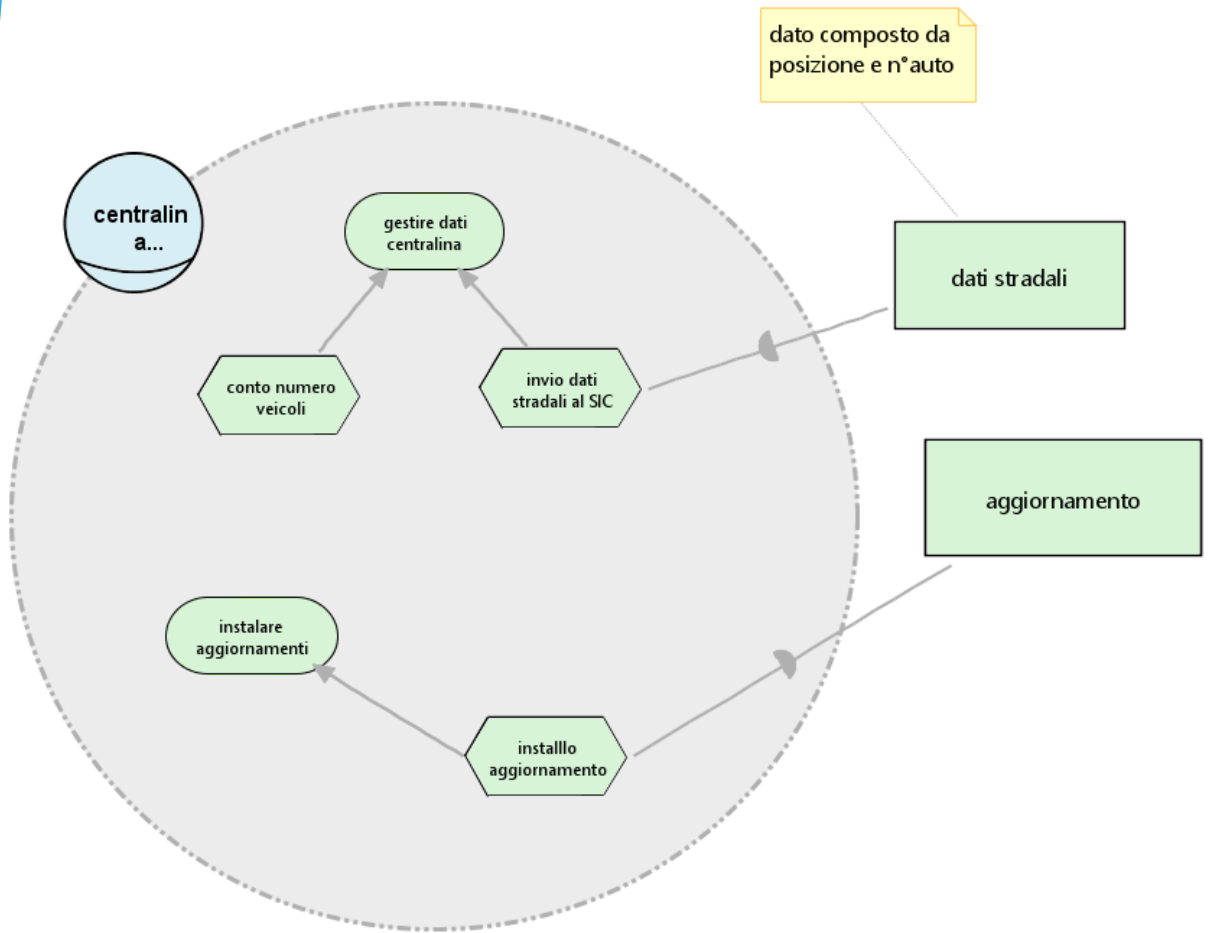 dato composto da
posizione e n°auto
centralin
a...
gestire dati
centralina
dati stradali
conto numero
veicoli
invio dati
stradali al SIC
aggiornamento
instalare
aggiornamenti
installlo
aggiornamento